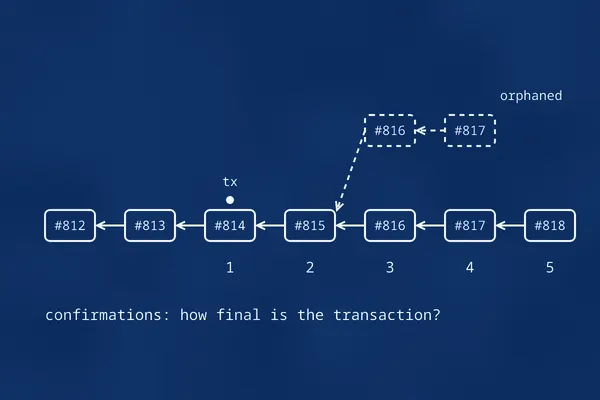 orphaned
#816 #817
tx
#812 #813 #814 #815 #816 #817 #818
1 2 3 4 5
confirmations: how final is the transaction?